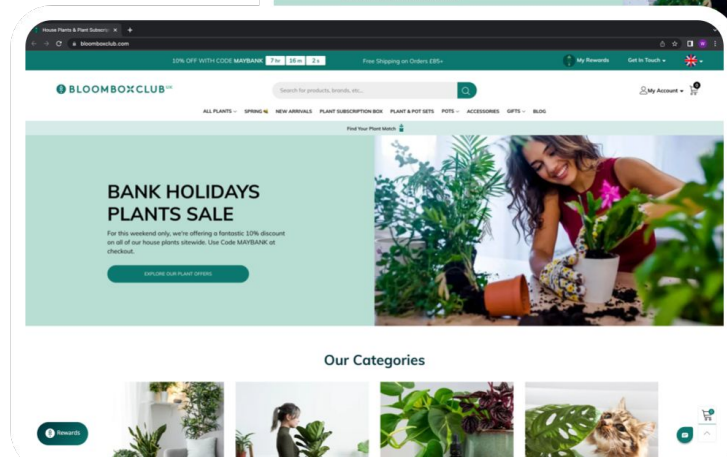 House Plants & Plant Subscript
bloomboxclub.com
10% OFF WITH CODE MAYBANK 7 hr 16 m 2 s Free Shipping on Orders £85+ My Rewards Get In Touch
BLOOMBOXCLUB UK Search for products, brands, etc... My Account 0
ALL PLANTS SPRING NEW ARRIVALS PLANT SUBSCRIPTION BOX PLANT & POT SETS POTS ACCESSORIES GIFTS BLOG
Find Your Plant Match
BANK HOLIDAYS
PLANTS SALE
For this weekend only, we're offering a fantastic 10% discount
on all of our house plants sitewide. Use Code MAYBANK at
checkout.
EXPLORE OUR PLANT OFFERS
Our Categories
Rewards